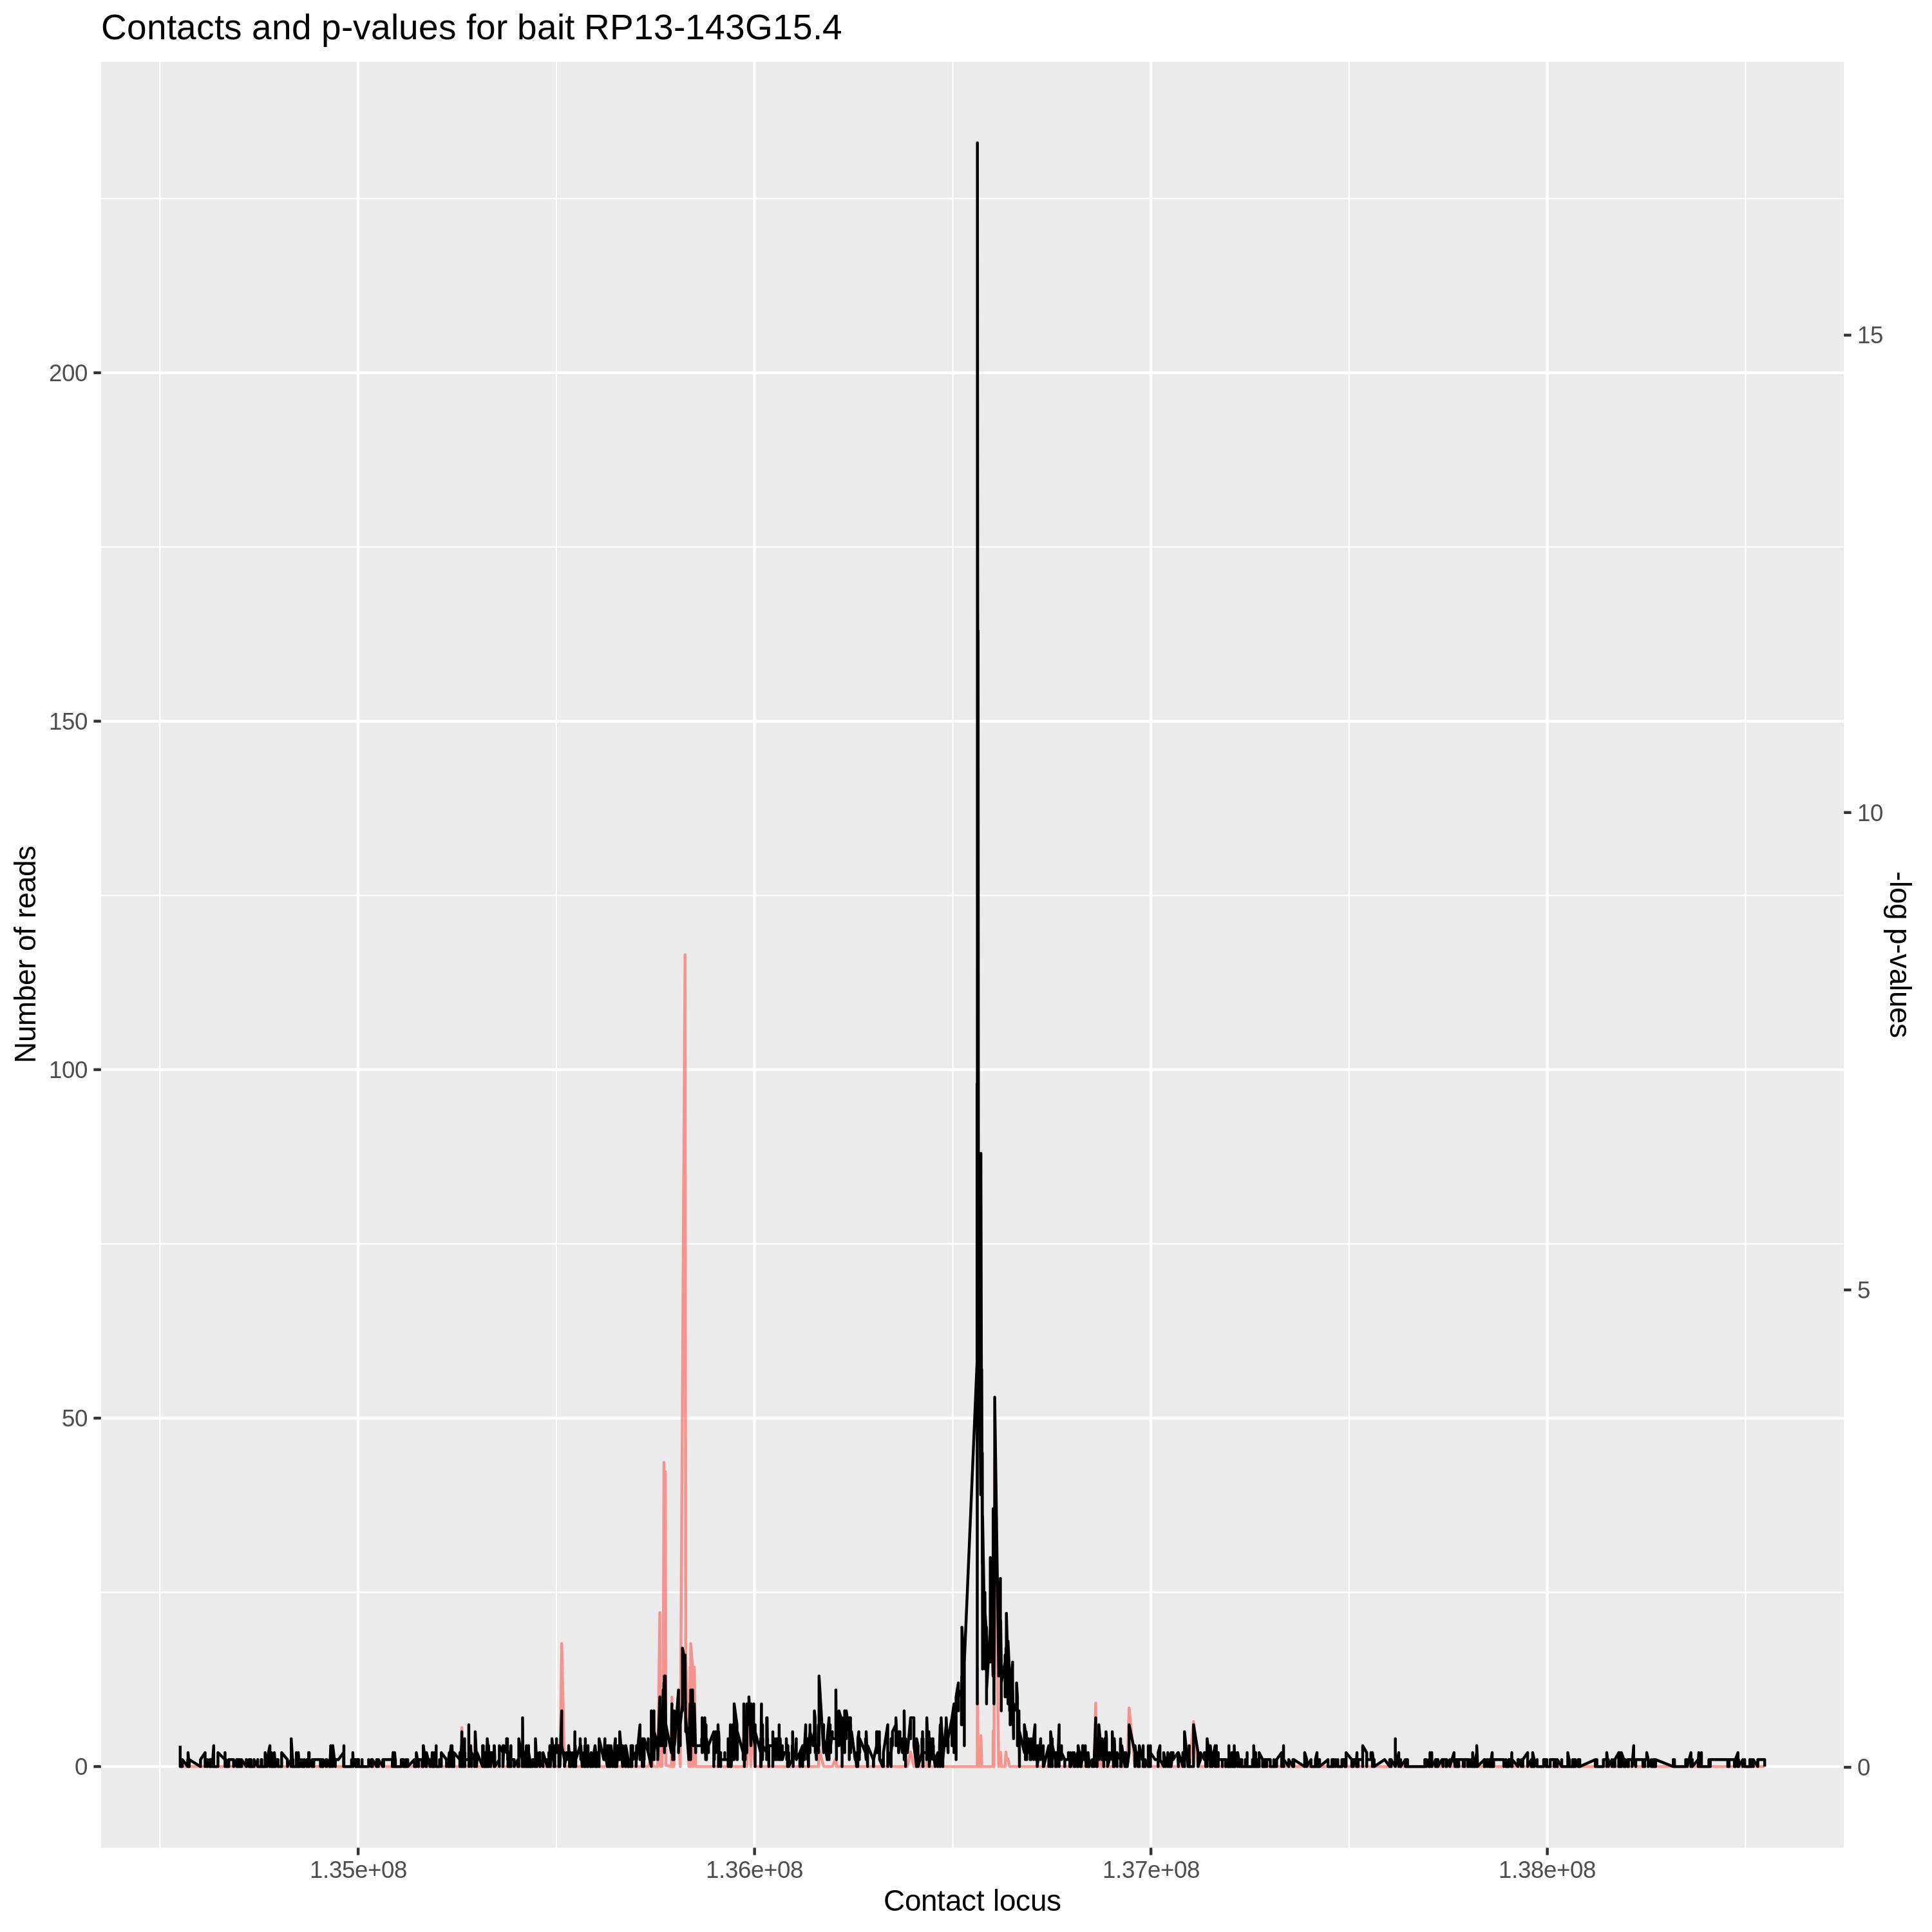 Contacts and p-values for bait RP13-143G15.4
Number of reads
200
150
100
50
0
15
10
5
0
-log p-values
1.35e+08
1.36e+08
1.37e+08
1.38e+08
Contact locus